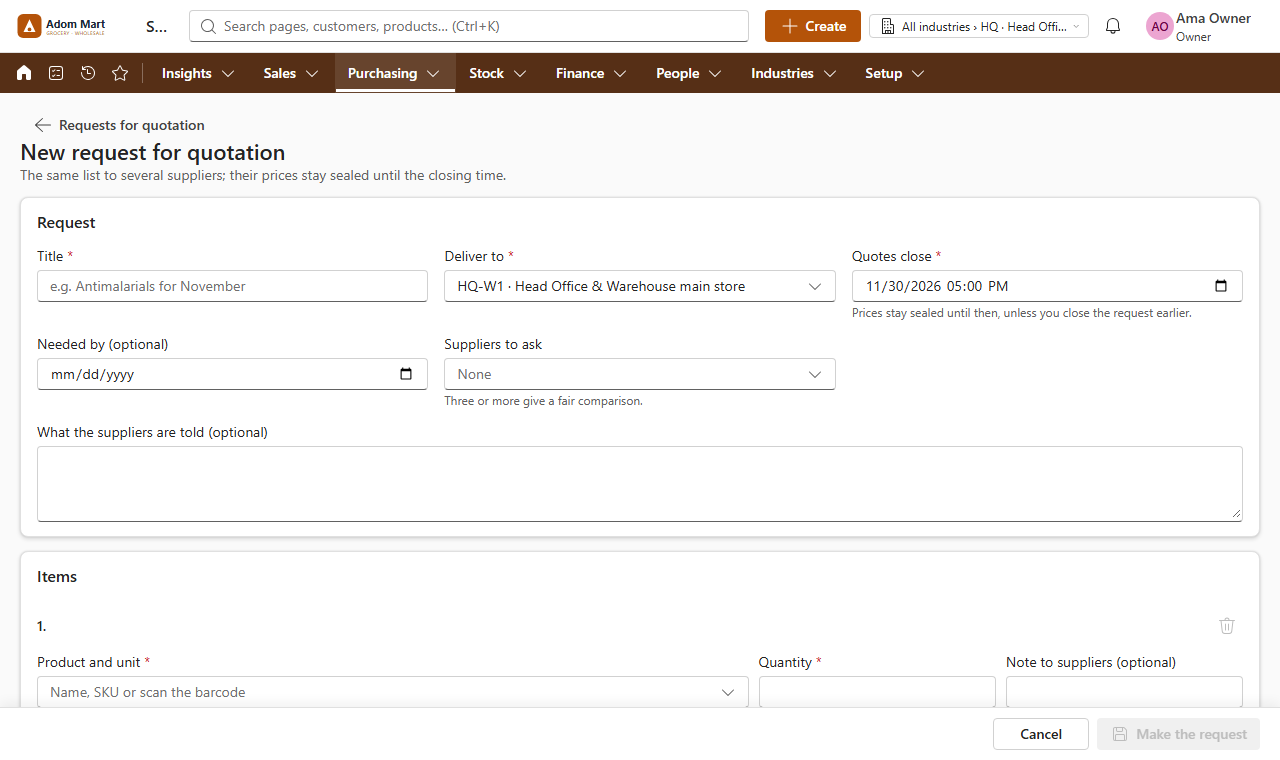 Adom Mart
GROCERY · WHOLESALE
S...
Search pages, customers, products... (Ctrl+K)
Create
All industries › HQ · Head Offi...
AO
Ama Owner
Owner
Insights
Sales
Purchasing
Stock
Finance
People
Industries
Setup
Requests for quotation
New request for quotation
The same list to several suppliers; their prices stay sealed until the closing time.
Request
Title *
Deliver to *
Quotes close *
e.g. Antimalarials for November
HQ-W1 · Head Office & Warehouse main store
11/30/2026 05:00 PM
Prices stay sealed until then, unless you close the request earlier.
Needed by (optional)
Suppliers to ask
mm/dd/yyyy
None
Three or more give a fair comparison.
What the suppliers are told (optional)
Items
1.
Product and unit *
Quantity *
Note to suppliers (optional)
Name, SKU or scan the barcode
Cancel
Make the request